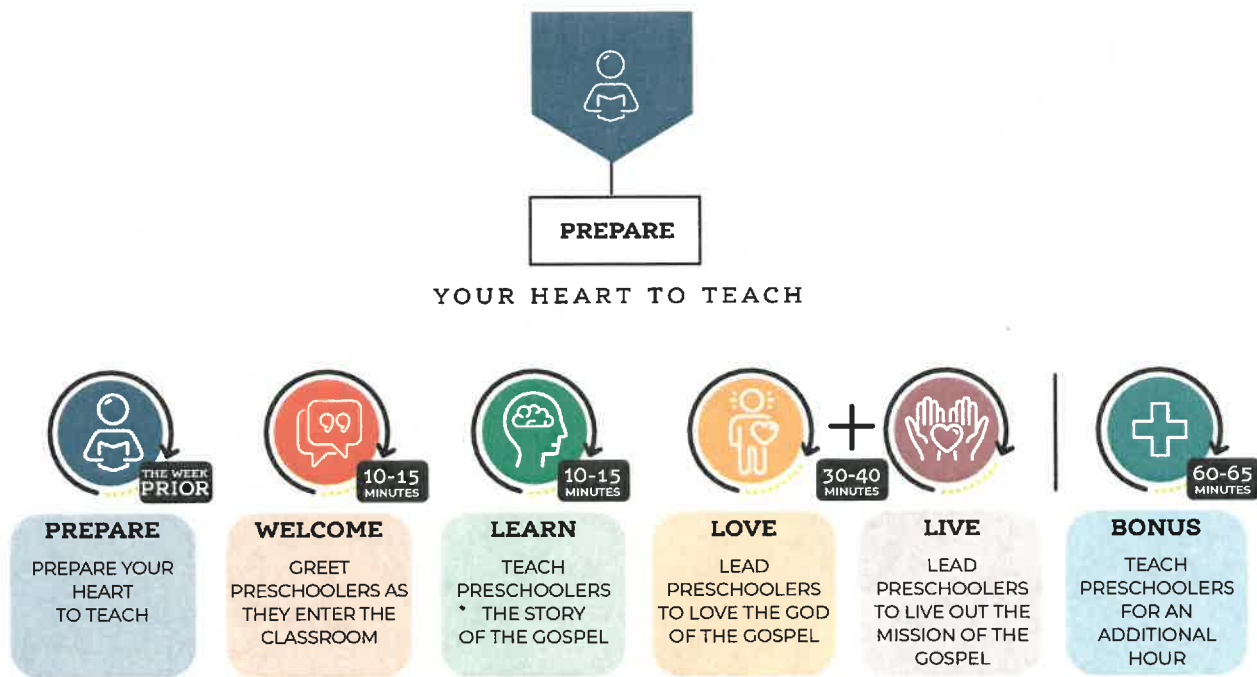 PREPARE
YOUR HEART TO TEACH
THE WEEK
PRIOR
10-15
MINUTES
10-15
MINUTES
30-40
MINUTES
60-65
MINUTES
PREPARE
PREPARE YOUR
HEART
TO TEACH
WELCOME
GREET
PRESCHOOLERS AS
THEY ENTER THE
CLASSROOM
LEARN
TEACH
PRESCHOOLERS
THE STORY
OF THE GOSPEL
LOVE
LEAD
PRESCHOOLERS
TO LOVE THE GOD
OF THE GOSPEL
LIVE
LEAD
PRESCHOOLERS
TO LIVE OUT THE
MISSION OF THE
GOSPEL
BONUS
TEACH
PRESCHOOLERS
FOR AN
ADDITIONAL
HOUR